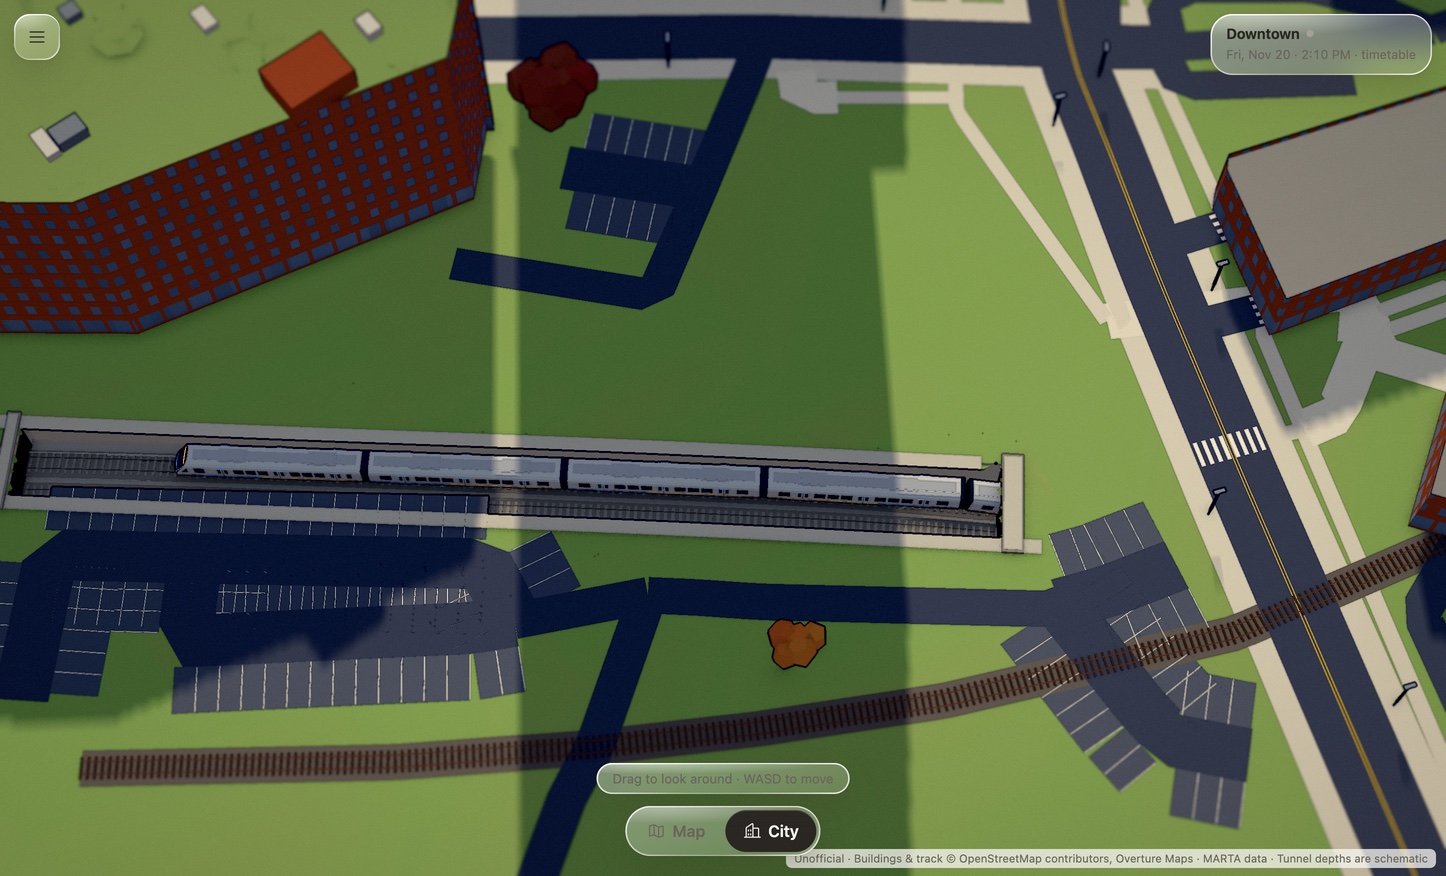 Downtown
Fri, Nov 20 · 2:10 PM · timetable
Drag to look around · WASD to move
Map
City
Unofficial · Buildings & track © OpenStreetMap contributors, Overture Maps · MARTA data · Tunnel depths are schematic